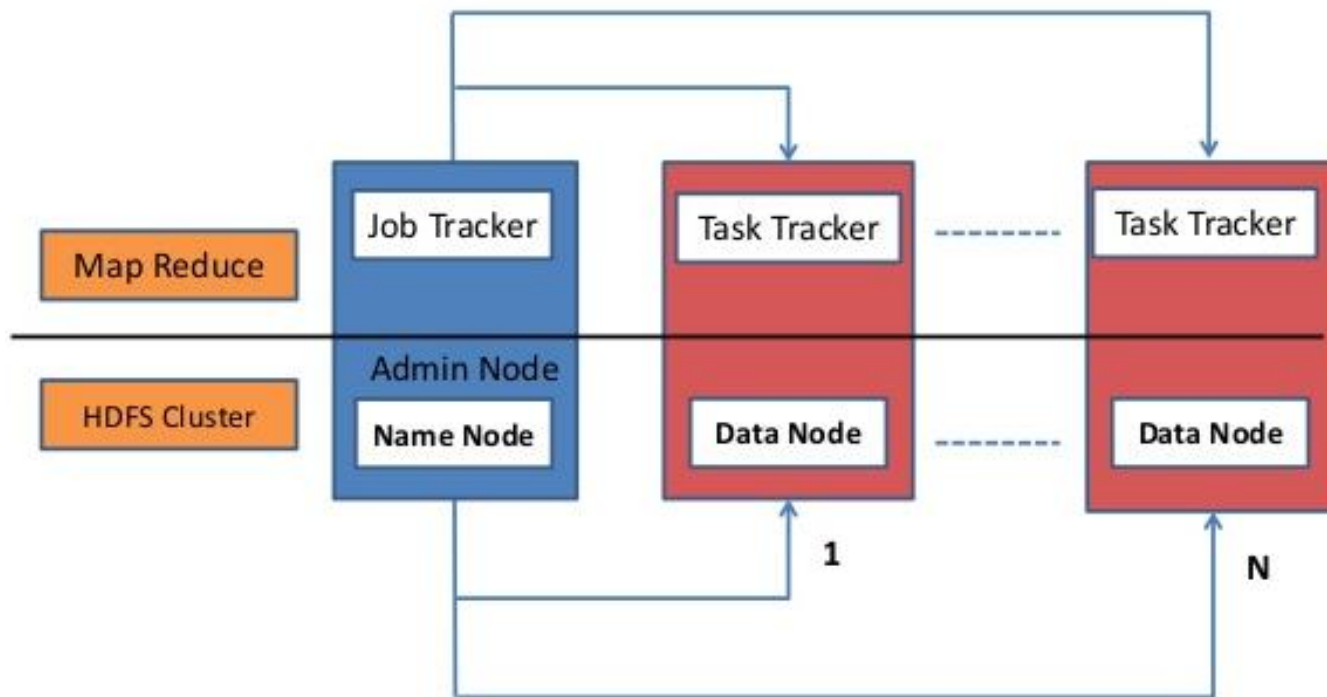 Job Tracker
Task Tracker
Task Tracker
Map Reduce
Admin Node
HDFS Cluster
Name Node
Data Node
Data Node
1
N